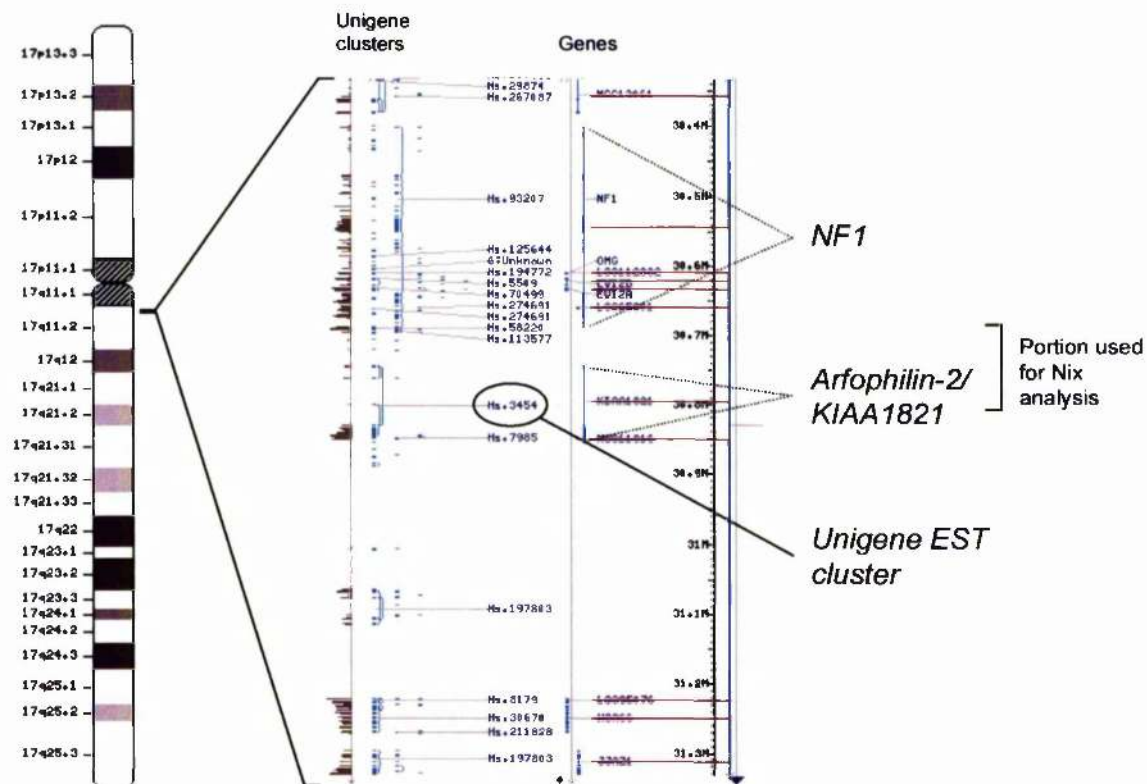 Unigene
clusters
Genes
17p13.3
17p13.2
17p13.1
17p12
17p11.2
17p11.1
17q11.1
17q11.2
17q12
17q21.1
17q21.2
17q21.31
17q21.32
17q21.33
17q22
17q23.1
17q23.2
17q23.3
17q24.1
17q24.2
17q24.3
17q25.1
17q25.2
17q25.3
Hs.29874
Hs.267087
Hs.93207
Hs.125644
G:Unknown
Hs.194772
Hs.5509
Hs.70499
Hs.274691
Hs.274691
Hs.58220
Hs.113577
Hs.3454
Hs.7985
Hs.197803
Hs.8179
Hs.30670
Hs.211828
Hs.197803
NF1
OMG
EVI2A
KIAA1821
30.4M
30.5M
30.6M
30.7M
30.8M
30.9M
31M
31.1M
31.2M
31.3M
NF1
Arfophilin-2/
KIAA1821
Portion used
for Nix
analysis
Unigene EST
cluster